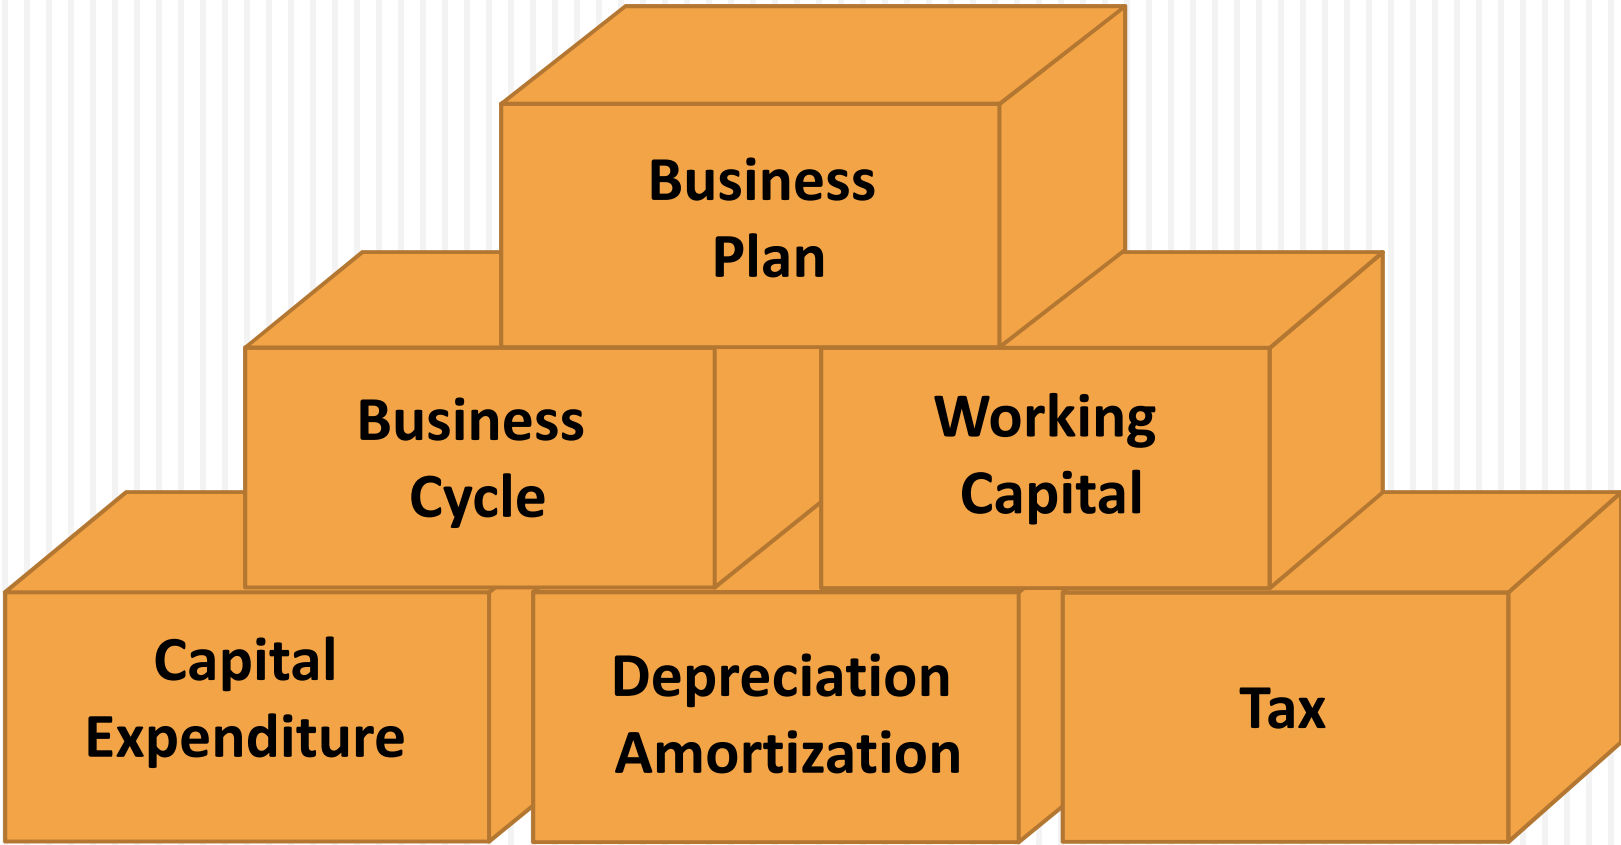 Business
Plan
Business
Cycle
Working
Capital
Capital
Expenditure
Depreciation
Amortization
Tax